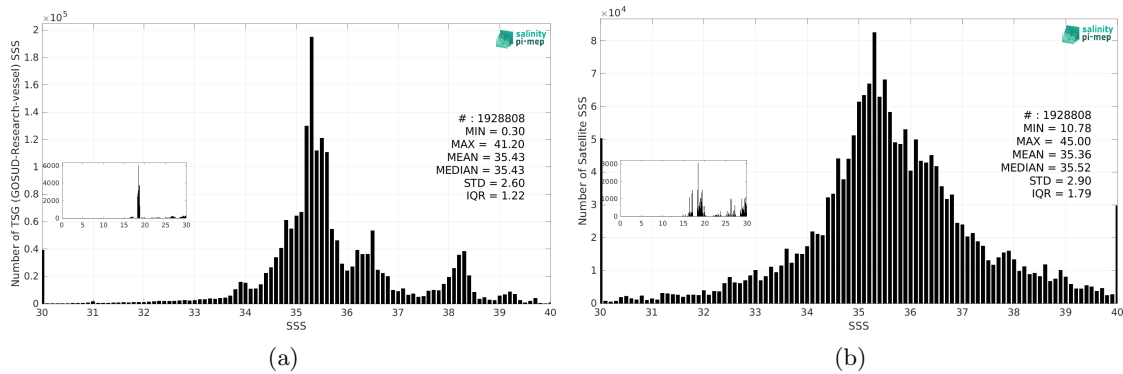 ×10⁵
2
1.8
1.6
1.4
1.2
1
0.8
0.6
0.4
0.2
0
Number of TSG (GOSUD-Research-vessel) SSS
salinity
pi-mep
# : 1928808
MIN = 0.30
MAX = 41.20
MEAN = 35.43
MEDIAN = 35.43
STD = 2.60
IQR = 1.22
6000
4000
2000
0
0 5 10 15 20 25 30
30 31 32 33 34 35 36 37 38 39 40
SSS
(a)
×10⁴
8
7
6
5
4
3
2
1
0
Number of Satellite SSS
salinity
pi-mep
# : 1928808
MIN = 10.78
MAX = 45.00
MEAN = 35.36
MEDIAN = 35.52
STD = 2.90
IQR = 1.79
3000
2000
1000
0
0 5 10 15 20 25 30
30 31 32 33 34 35 36 37 38 39 40
SSS
(b)